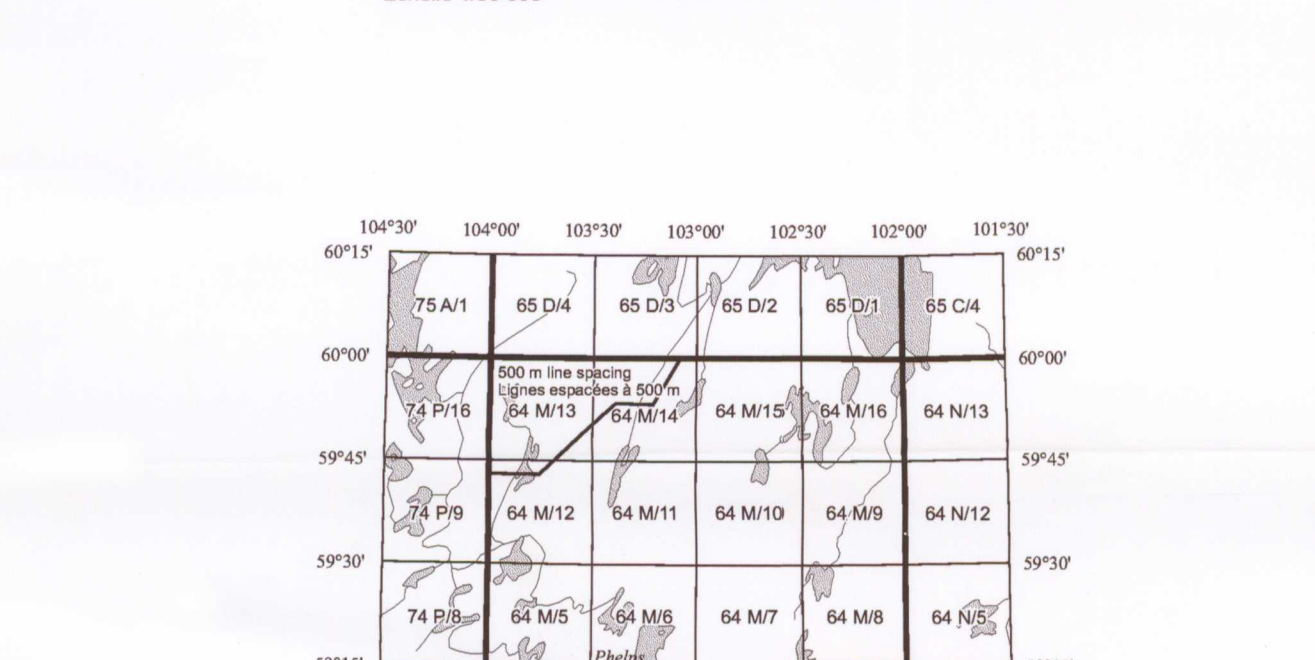 104°30' 104°00' 103°30' 103°00' 102°30' 102°00' 101°30'
60°15' 60°15'
75 A/1 65 D/4 65 D/3 65 D/2 65 D/1 65 C/4
60°00' 60°00'
500 m line spacing
Lignes espacées à 500 m
74 P/16 64 M/13 64 M/14 64 M/15 64 M/16 64 N/13
59°45' 59°45'
74 P/9 64 M/12 64 M/11 64 M/10 64 M/9 64 N/12
59°30' 59°30'
74 P/8 64 M/5 64 M/6 64 M/7 64 M/8 64 N/5
Phelps